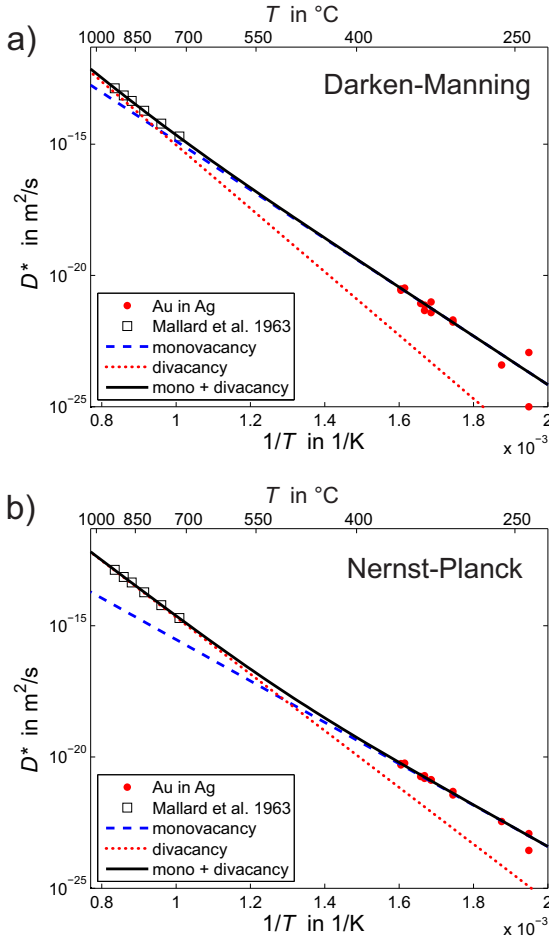 a)
T in °C
1000 850 700 550 400 250
Darken-Manning
10⁻¹⁵
10⁻²⁰
10⁻²⁵
D* in m²/s
Au in Ag
Mallard et al. 1963
monovacancy
divacancy
mono + divacancy
0.8 1 1.2 1.4 1.6 1.8 2
1/T in 1/K
x 10⁻³
b)
T in °C
1000 850 700 550 400 250
Nernst-Planck
10⁻¹⁵
10⁻²⁰
10⁻²⁵
D* in m²/s
Au in Ag
Mallard et al. 1963
monovacancy
divacancy
mono + divacancy
0.8 1 1.2 1.4 1.6 1.8 2
1/T in 1/K
x 10⁻³